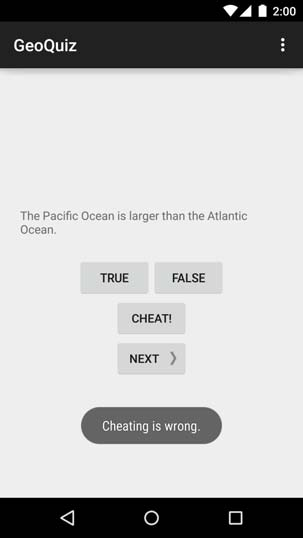 2:00
GeoQuiz
The Pacific Ocean is larger than the Atlantic
Ocean.
TRUE FALSE
CHEAT!
NEXT
Cheating is wrong.